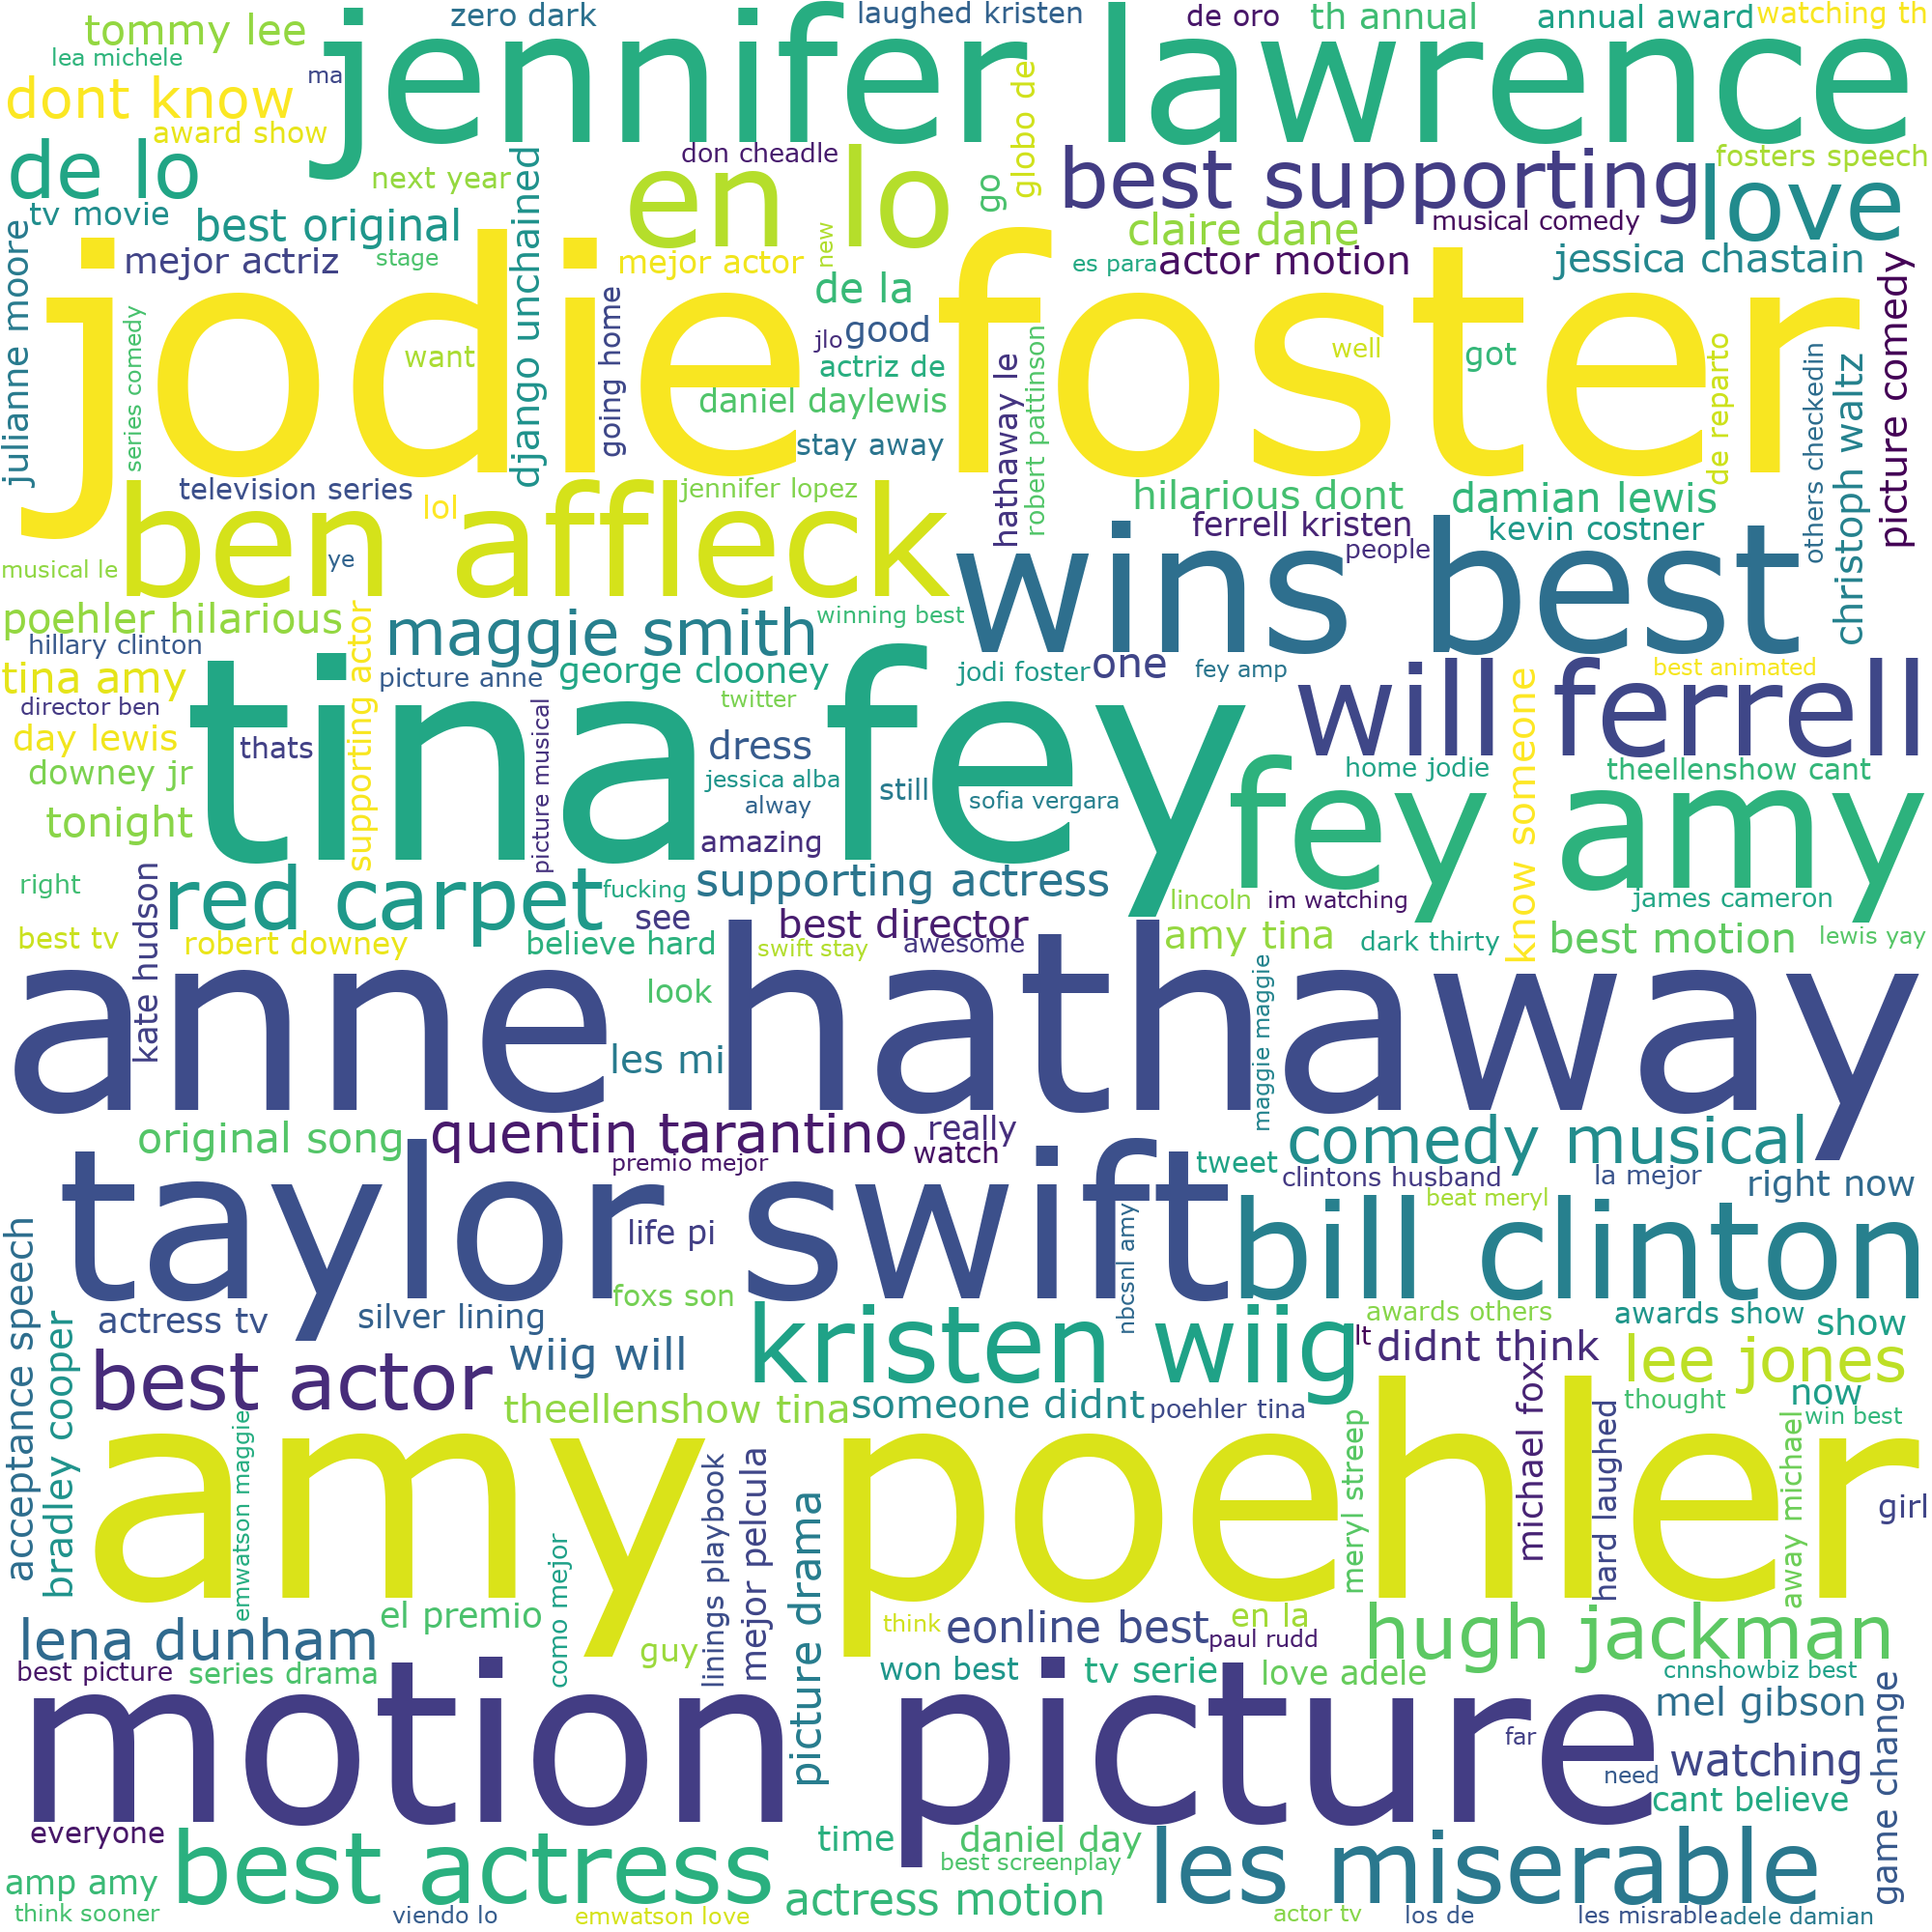 zero dark
laughed kristen
de oro
th annual
annual award
watching th
tommy lee
jennifer lawrence
lea michele
ma
dont know
award show
globo de
don cheadle
de lo
next year
en lo
go
best supporting
fosters speech
love
tv movie
best original
claire dane
musical comedy
julianne moore
mejor actriz
stage
django unchained
mejor actor
new
es para
actor motion
jessica chastain
picture comedy
jodie foster
series comedy
going home
de la
good
jlo
want
actriz de
daniel daylewis
stay away
hathaway le
robert pattinson
well
got
de reparto
others checkedin
christoph waltz
television series
lol
jennifer lopez
hilarious dont
damian lewis
ben affleck
ferrell kristen
kevin costner
people
wins best
musical le
ye
poehler hilarious
hillary clinton
supporting actor
maggie smith
winning best
tina amy
picture anne
george clooney
jodi foster
one
fey amp
will ferrell
know someone
best animated
director ben
tina fey
twitter
day lewis
thats
picture musical
dress
downey jr
jessica alba
still
alway
sofia vergara
home jodie
theellenshow cant
fey amy
tonight
amazing
right
kate hudson
red carpet
fucking
supporting actress
see
lincoln
im watching
james cameron
best tv
robert downey
believe hard
best director
swift stay
awesome
amy tina
dark thirty
best motion
lewis yay
anne hathaway
look
maggie maggie
les mi
original song
quentin tarantino
really
watch
premio mejor
comedy musical
tweet
clintons husband
la mejor
right now
taylor swift
beat meryl
bill clinton
life pi
nbcsnl amy
acceptance speech
foxs son
actress tv
silver lining
awards others
awards show
show
bradley cooper
wiig will
kristen wiig
lt
didnt think
lee jones
best actor
michael fox
theellenshow tina
someone didnt
poehler tina
thought
now
win best
amy poehler
emwatson maggie
linings playbook
mejor pelcula
picture drama
meryl streep
hard laughed
away michael
girl
como mejor
el premio
think
eonline best
en la
paul rudd
hugh jackman
lena dunham
guy
best picture
series drama
won best
tv serie
love adele
cnnshowbiz best
motion picture
mel gibson
game change
far
watching
need
cant believe
everyone
best actress
time
daniel day
best screenplay
les miserable
amp amy
actress motion
think sooner
viendo lo
emwatson love
actor tv
los de
les misrable
adele damian